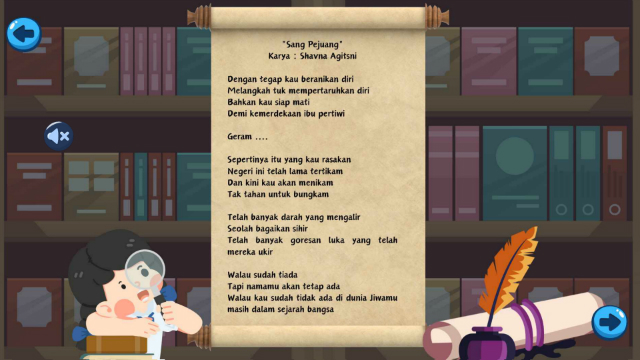 "Sang Pejuang"
Karya : Shavna Agitsni
Dengan tegap kau beranikan diri
Melangkah tuk mempertaruhkan diri
Bahkan kau siap mati
Demi kemerdekaan ibu pertiwi
Geram ....
Sepertinya itu yang kau rasakan
Negeri ini telah lama tertikam
Dan kini kau akan menikam
Tak tahan untuk bungkam
Telah banyak darah yang mengalir
Seolah bagaikan sihir
Telah banyak goresan luka yang telah
mereka ukir
Walau sudah tiada
Tapi namamu akan tetap ada
Walau kau sudah tidak ada di dunia Jiwamu
masih dalam sejarah bangsa